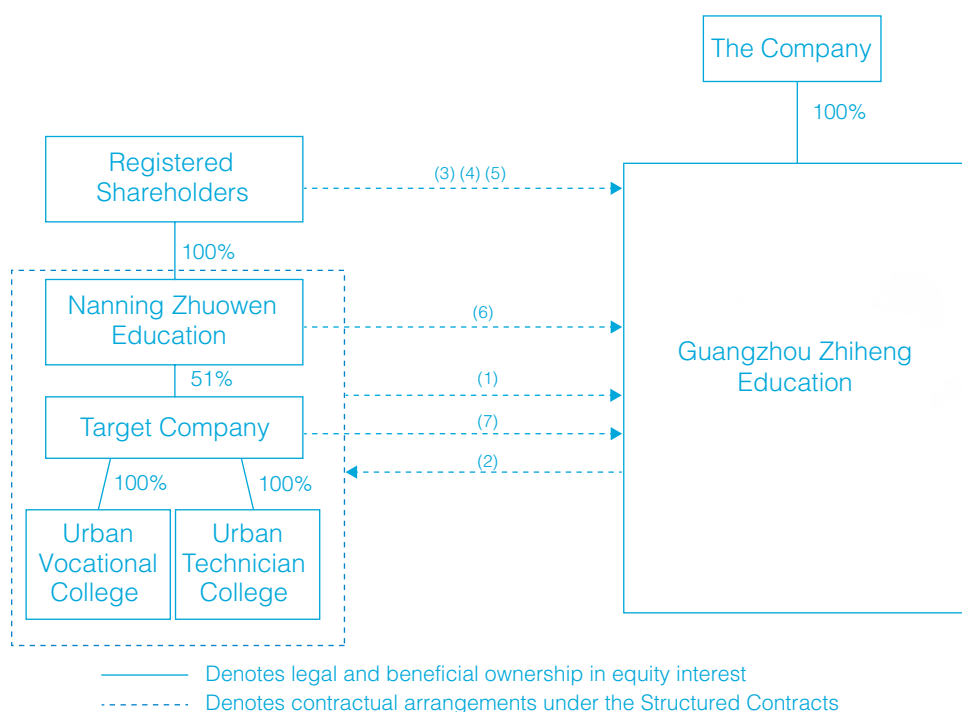 The Company
100%
Registered
Shareholders
(3) (4) (5)
100%
Nanning Zhuowen
Education
(6)
Guangzhou Zhiheng
Education
51%
(1)
Target Company
(7)
(2)
100%
100%
Urban
Vocational
College
Urban
Technician
College
Denotes legal and beneficial ownership in equity interest
Denotes contractual arrangements under the Structured Contracts